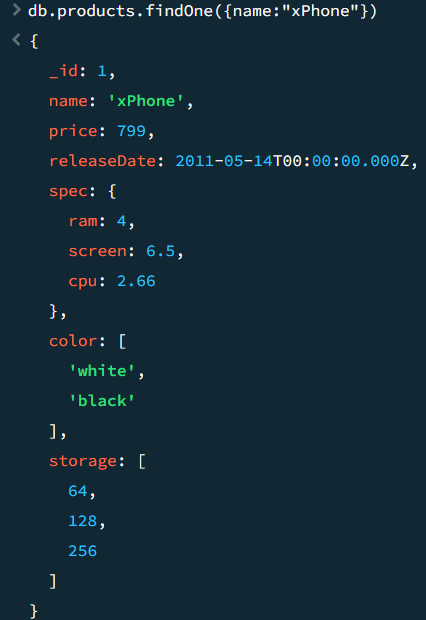 > db.products.findOne({name:"xPhone"})
< {
_id: 1,
name: 'xPhone',
price: 799,
releaseDate: 2011-05-14T00:00:00.000Z,
spec: {
ram: 4,
screen: 6.5,
cpu: 2.66
},
color: [
'white',
'black'
],
storage: [
64,
128,
256
]
}